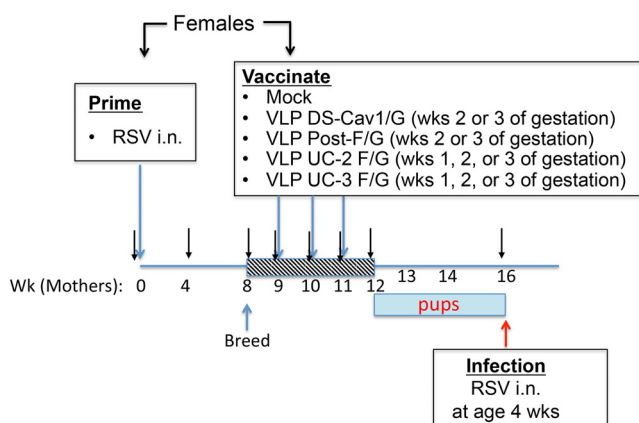 Females
Prime
• RSV i.n.
Vaccinate
• Mock
• VLP DS-Cav1/G (wks 2 or 3 of gestation)
• VLP Post-F/G (wks 2 or 3 of gestation)
• VLP UC-2 F/G (wks 1, 2, or 3 of gestation)
• VLP UC-3 F/G (wks 1, 2, or 3 of gestation)
Wk (Mothers): 0 4 8 9 10 11 12 13 14 16
pups
Breed
Infection
RSV i.n.
at age 4 wks